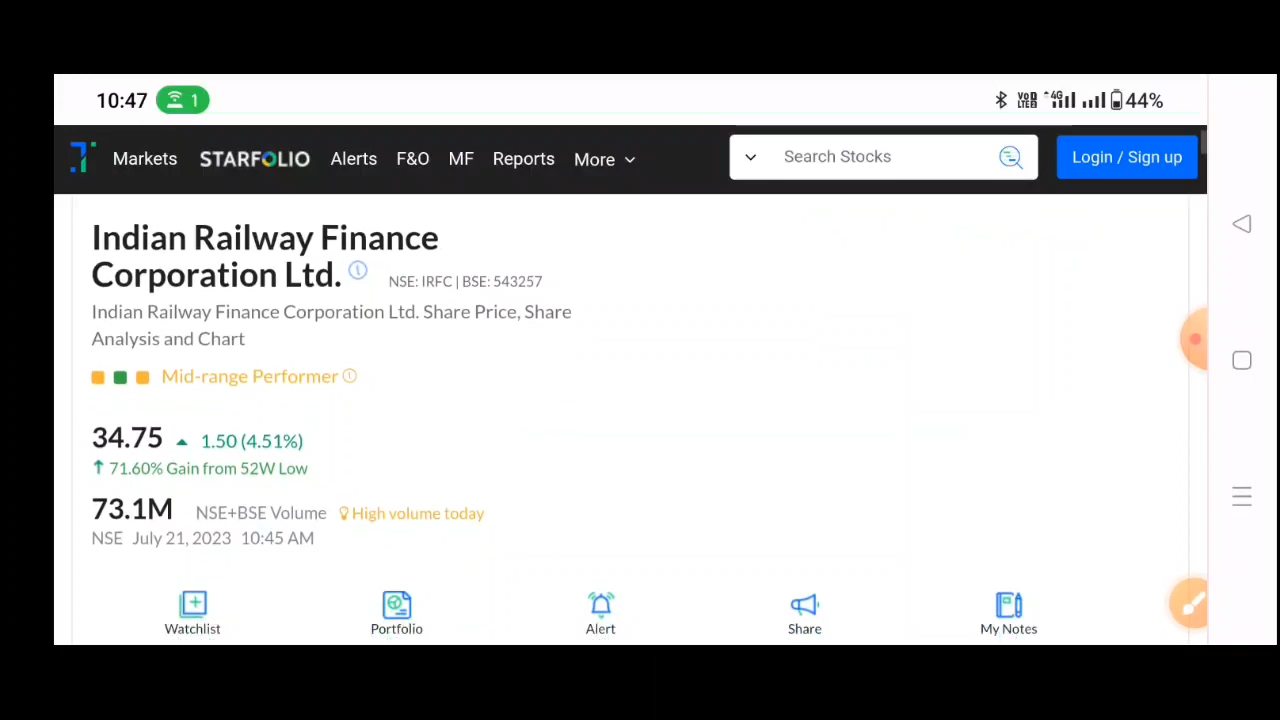 10:47 1 VoD LTE 4G 44%
Markets STARFOLIO Alerts F&O MF Reports More Search Stocks Login / Sign up
Indian Railway Finance
Corporation Ltd. NSE: IRFC | BSE: 543257
Indian Railway Finance Corporation Ltd. Share Price, Share
Analysis and Chart
Mid-range Performer
34.75 1.50 (4.51%)
71.60% Gain from 52W Low
73.1M NSE+BSE Volume High volume today
NSE July 21, 2023 10:45 AM
Watchlist Portfolio Alert Share My Notes